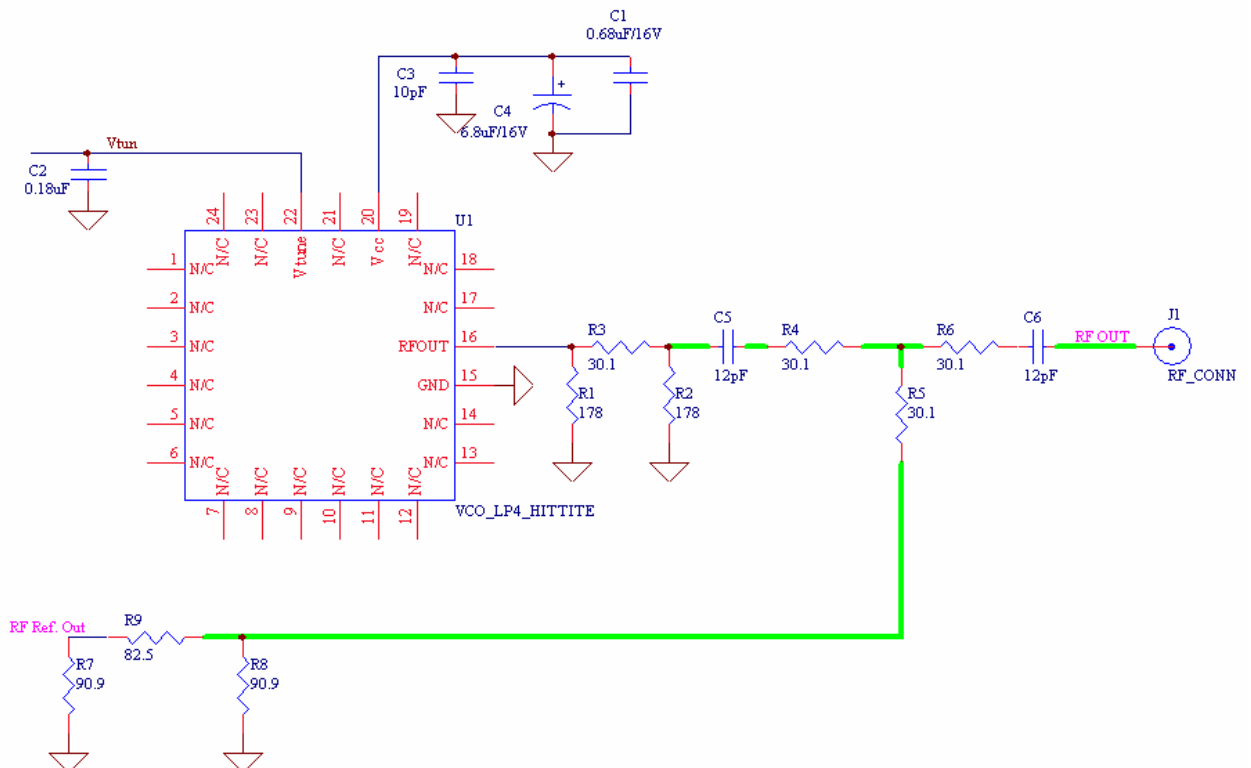 C1
0.68uF/16V
C3
10pF
+
C4
6.8uF/16V
Vtun
C2
0.18uF
24
23
22
21
20
19
U1
N/C
N/C
Vtune
N/C
Vcc
N/C
1 N/C
N/C 18
2 N/C
N/C 17
3 N/C
RFOUT 16
4 N/C
GND 15
5 N/C
N/C 14
6 N/C
N/C 13
N/C
N/C
N/C
N/C
N/C
N/C
7
8
9
10
11
12
VCO_LP4_HITTITE
R3
30.1
R1
178
R2
178
C5
12pF
R4
30.1
R5
30.1
R6
30.1
C6
12pF
RF OUT
J1
RF_CONN
RF Ref. Out
R9
82.5
R7
90.9
R8
90.9